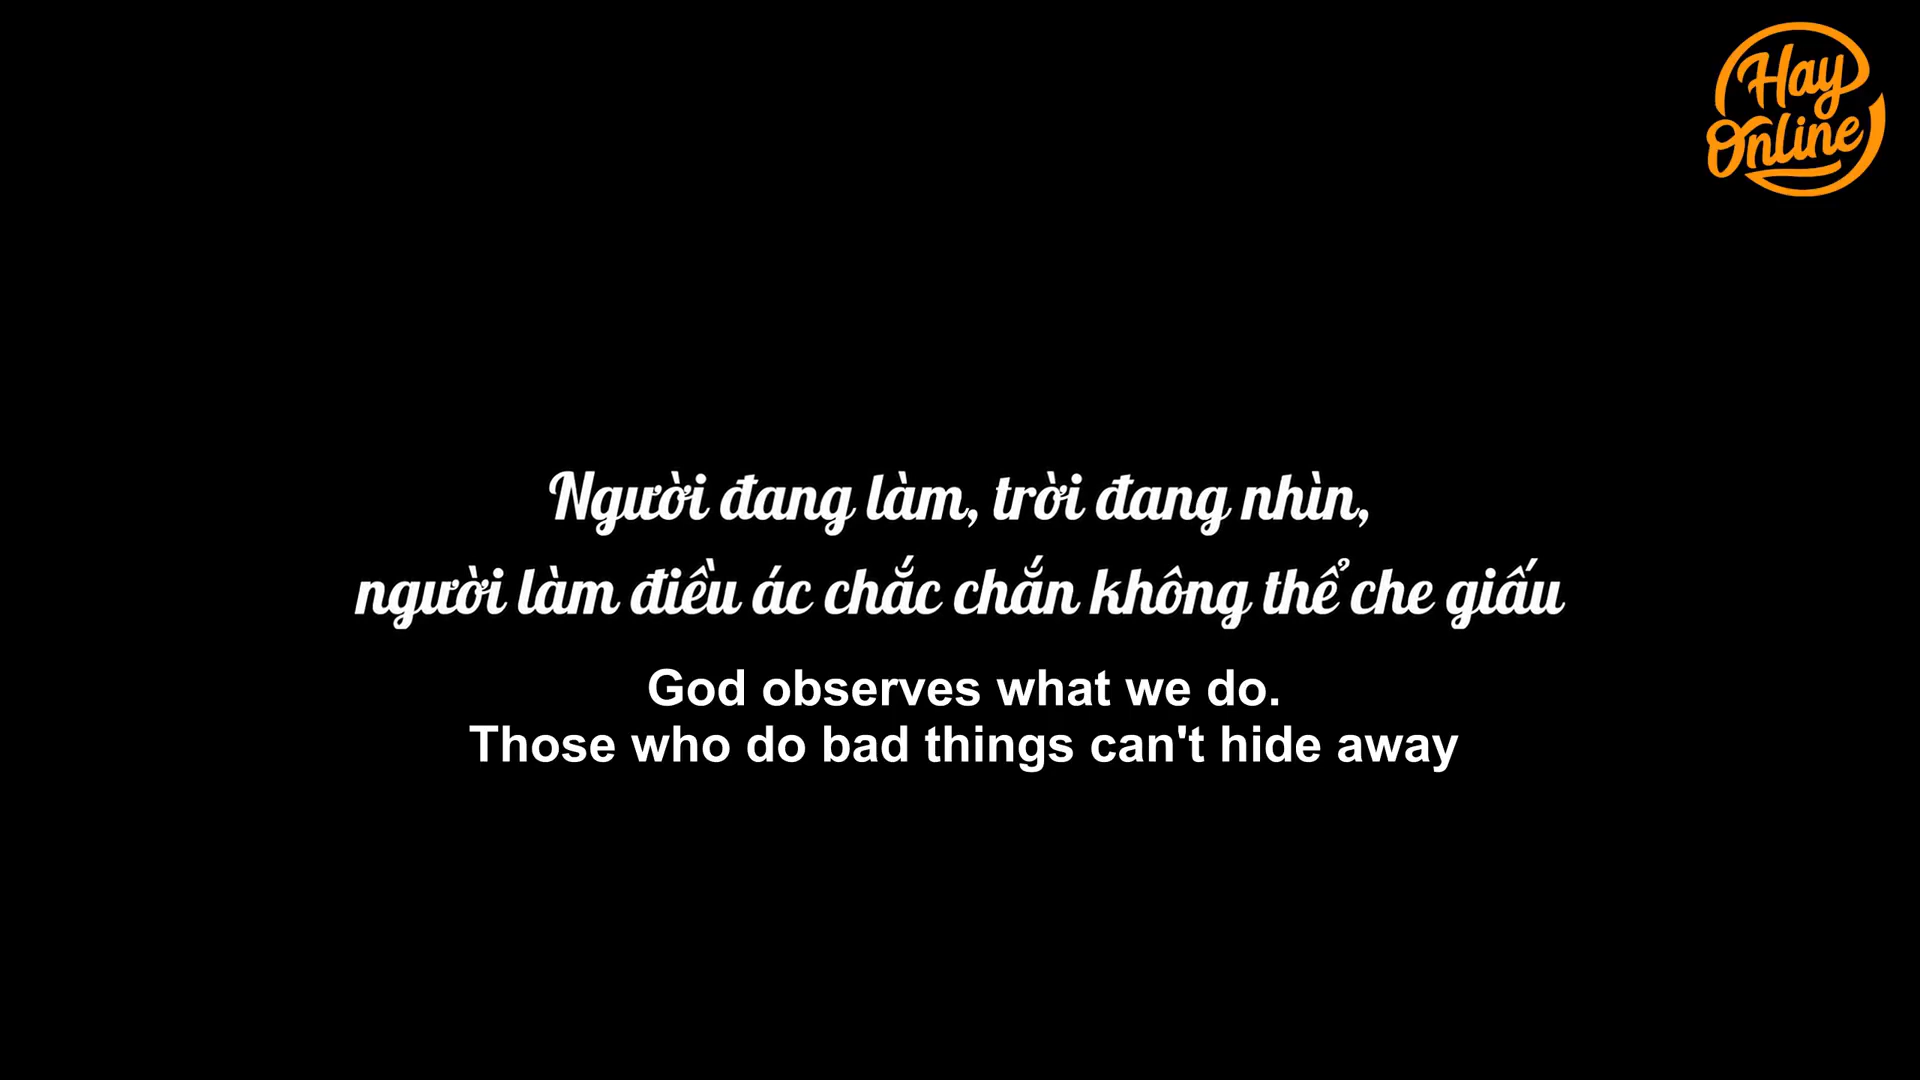 Hay
Online
Người đang làm, trời đang nhìn,
người làm điều ác chắc chắn không thể che giấu
God observes what we do.
Those who do bad things can't hide away